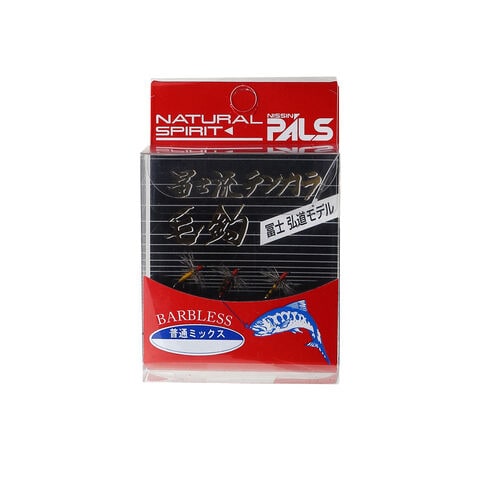 NATURAL SPIRIT
NISSIN PALS
冨士流テンカラ
毛鈎
冨士 弘道モデル
BARBLESS
普通ミックス